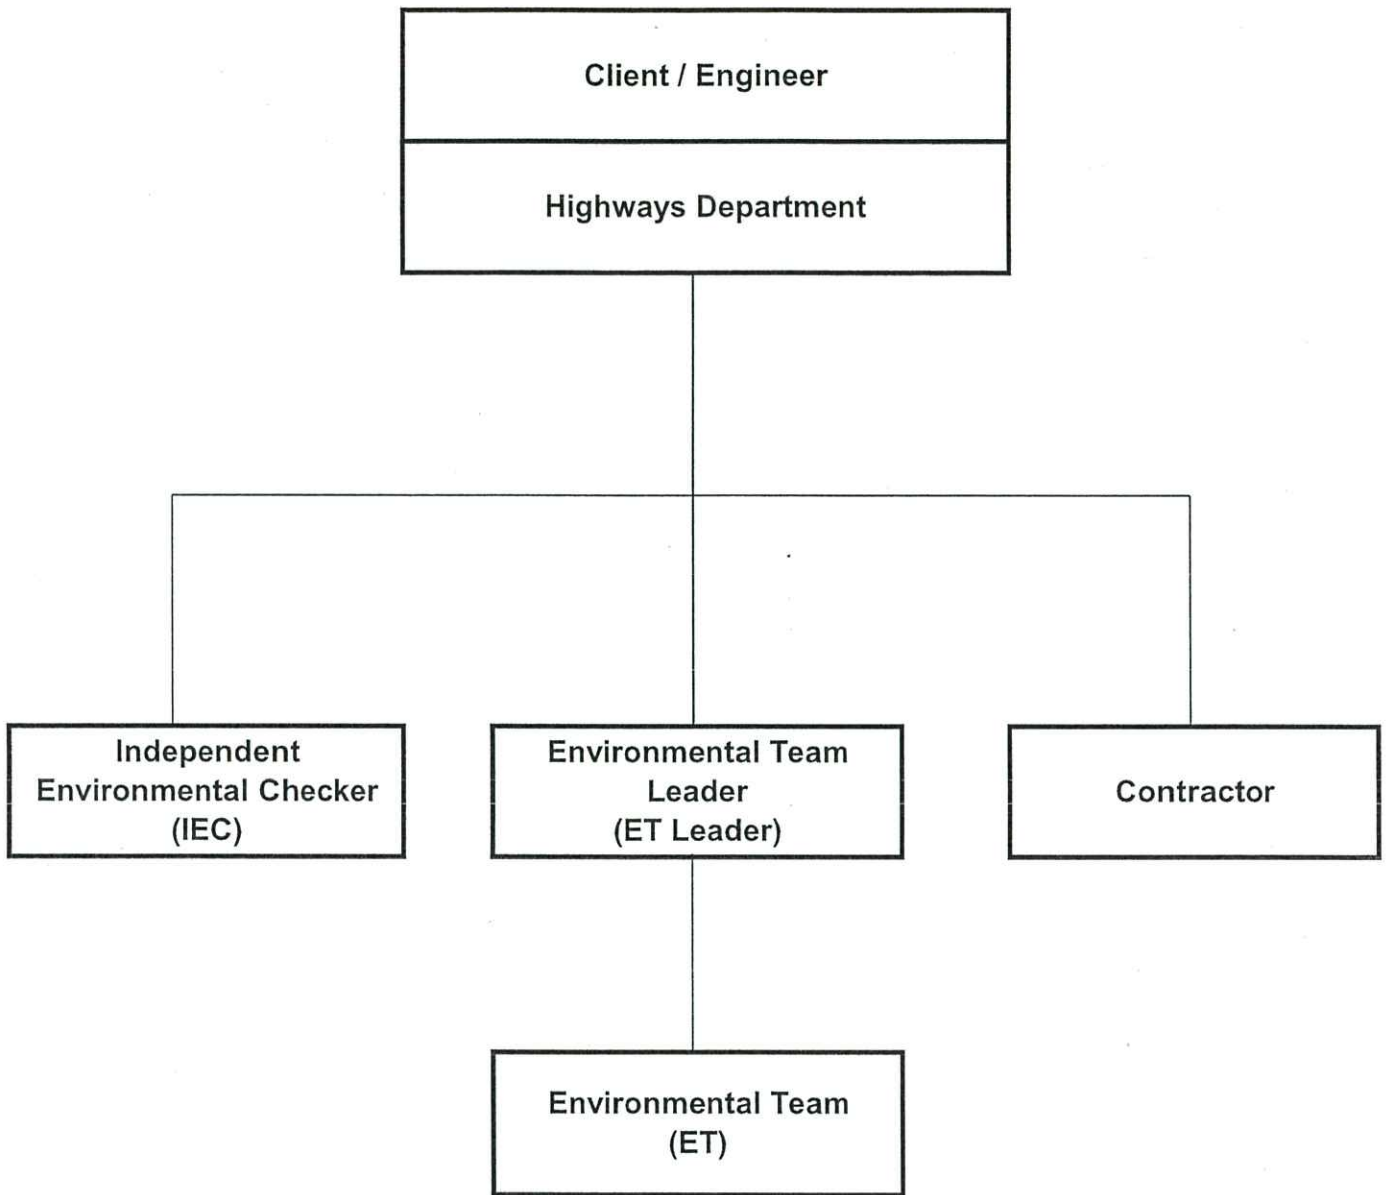 Client / Engineer
Highways Department
Independent
Environmental Checker
(IEC)
Environmental Team
Leader
(ET Leader)
Contractor
Environmental Team
(ET)